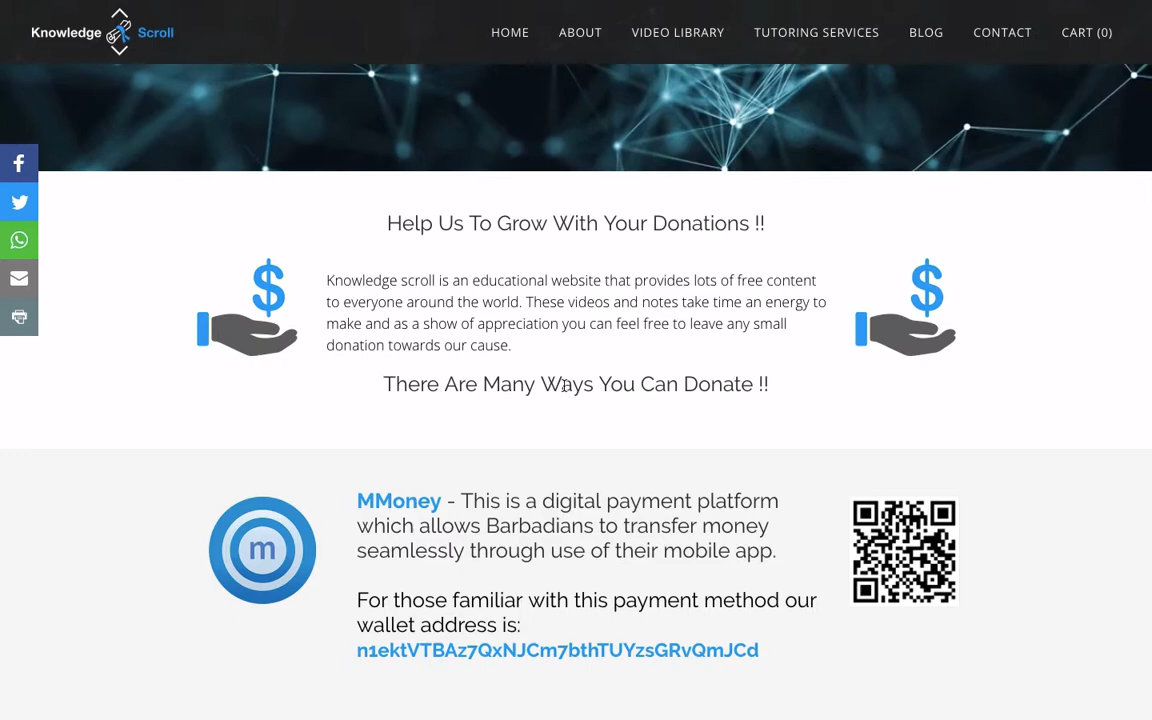 Knowledge Scroll
HOME ABOUT VIDEO LIBRARY TUTORING SERVICES BLOG CONTACT CART (0)
Help Us To Grow With Your Donations !!
Knowledge scroll is an educational website that provides lots of free content
to everyone around the world. These videos and notes take time an energy to
make and as a show of appreciation you can feel free to leave any small
donation towards our cause.
There Are Many Ways You Can Donate !!
m
MMoney - This is a digital payment platform
which allows Barbadians to transfer money
seamlessly through use of their mobile app.
For those familiar with this payment method our
wallet address is:
n1ektVTBAz7QxNJCm7bthTUYzsGRvQmJCd